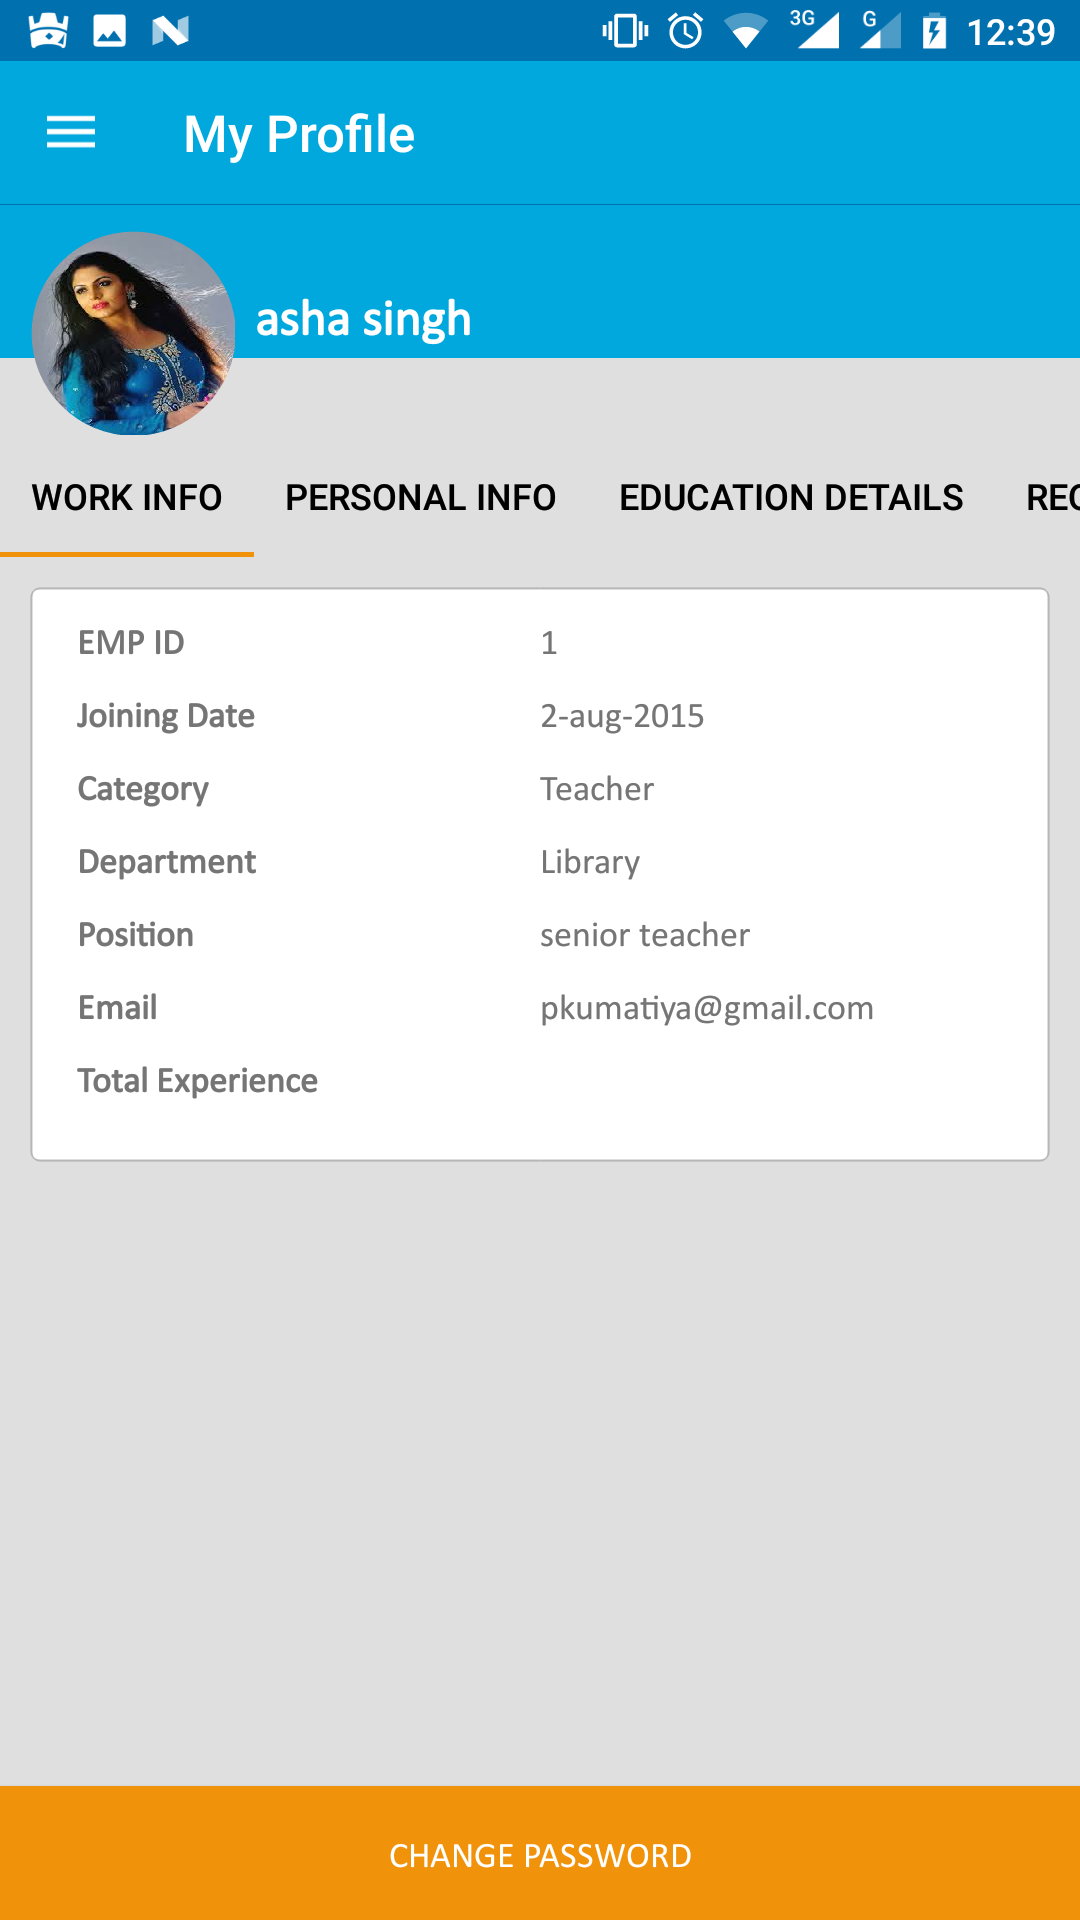 3G G 12:39
My Profile
asha singh
WORK INFO PERSONAL INFO EDUCATION DETAILS
EMP ID 1
Joining Date 2-aug-2015
Category Teacher
Department Library
Position senior teacher
Email pkumatiya@gmail.com
Total Experience
CHANGE PASSWORD